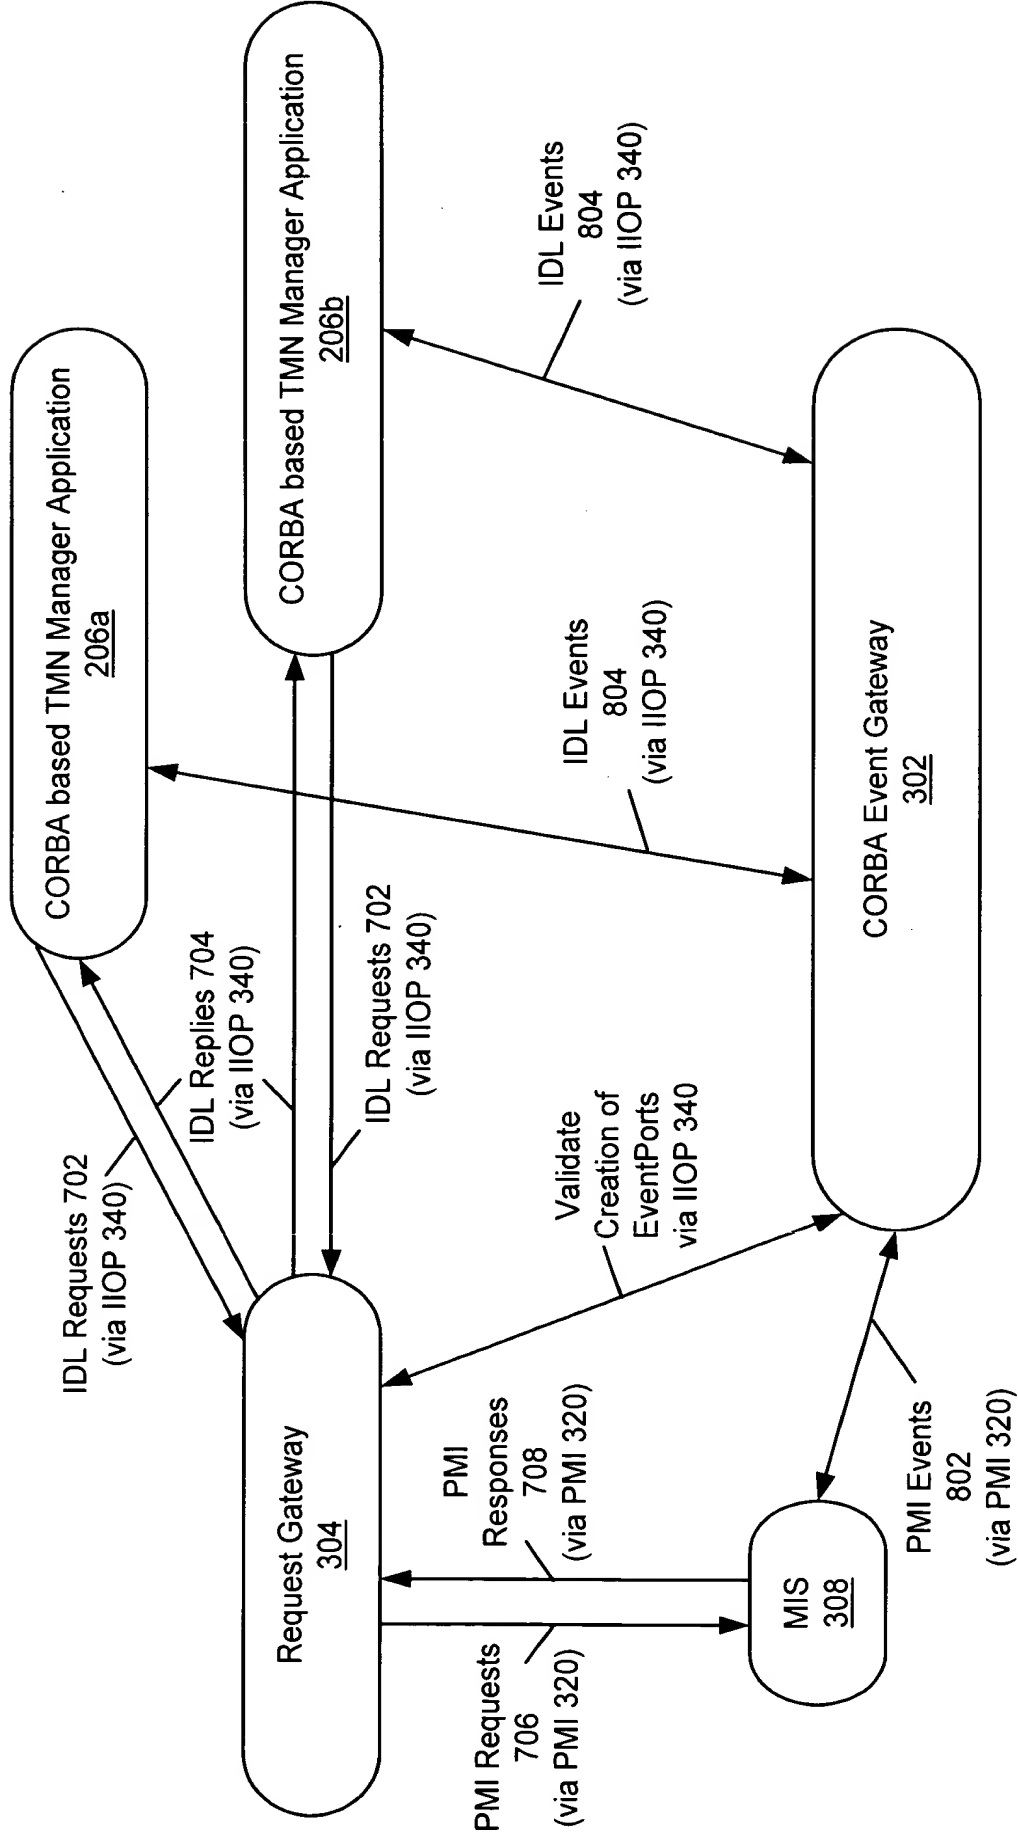 CORBA based TMN Manager Application
206a
CORBA based TMN Manager Application
206b
IDL Requests 702
(via IIOP 340)
IDL Replies 704
(via IIOP 340)
IDL Requests 702
(via IIOP 340)
IDL Events
804
(via IIOP 340)
IDL Events
804
(via IIOP 340)
Request Gateway
304
Validate
Creation of
EventPorts
via IIOP 340
PMI Requests
706
(via PMI 320)
PMI
Responses
708
(via PMI 320)
MIS
308
PMI Events
802
(via PMI 320)
CORBA Event Gateway
302